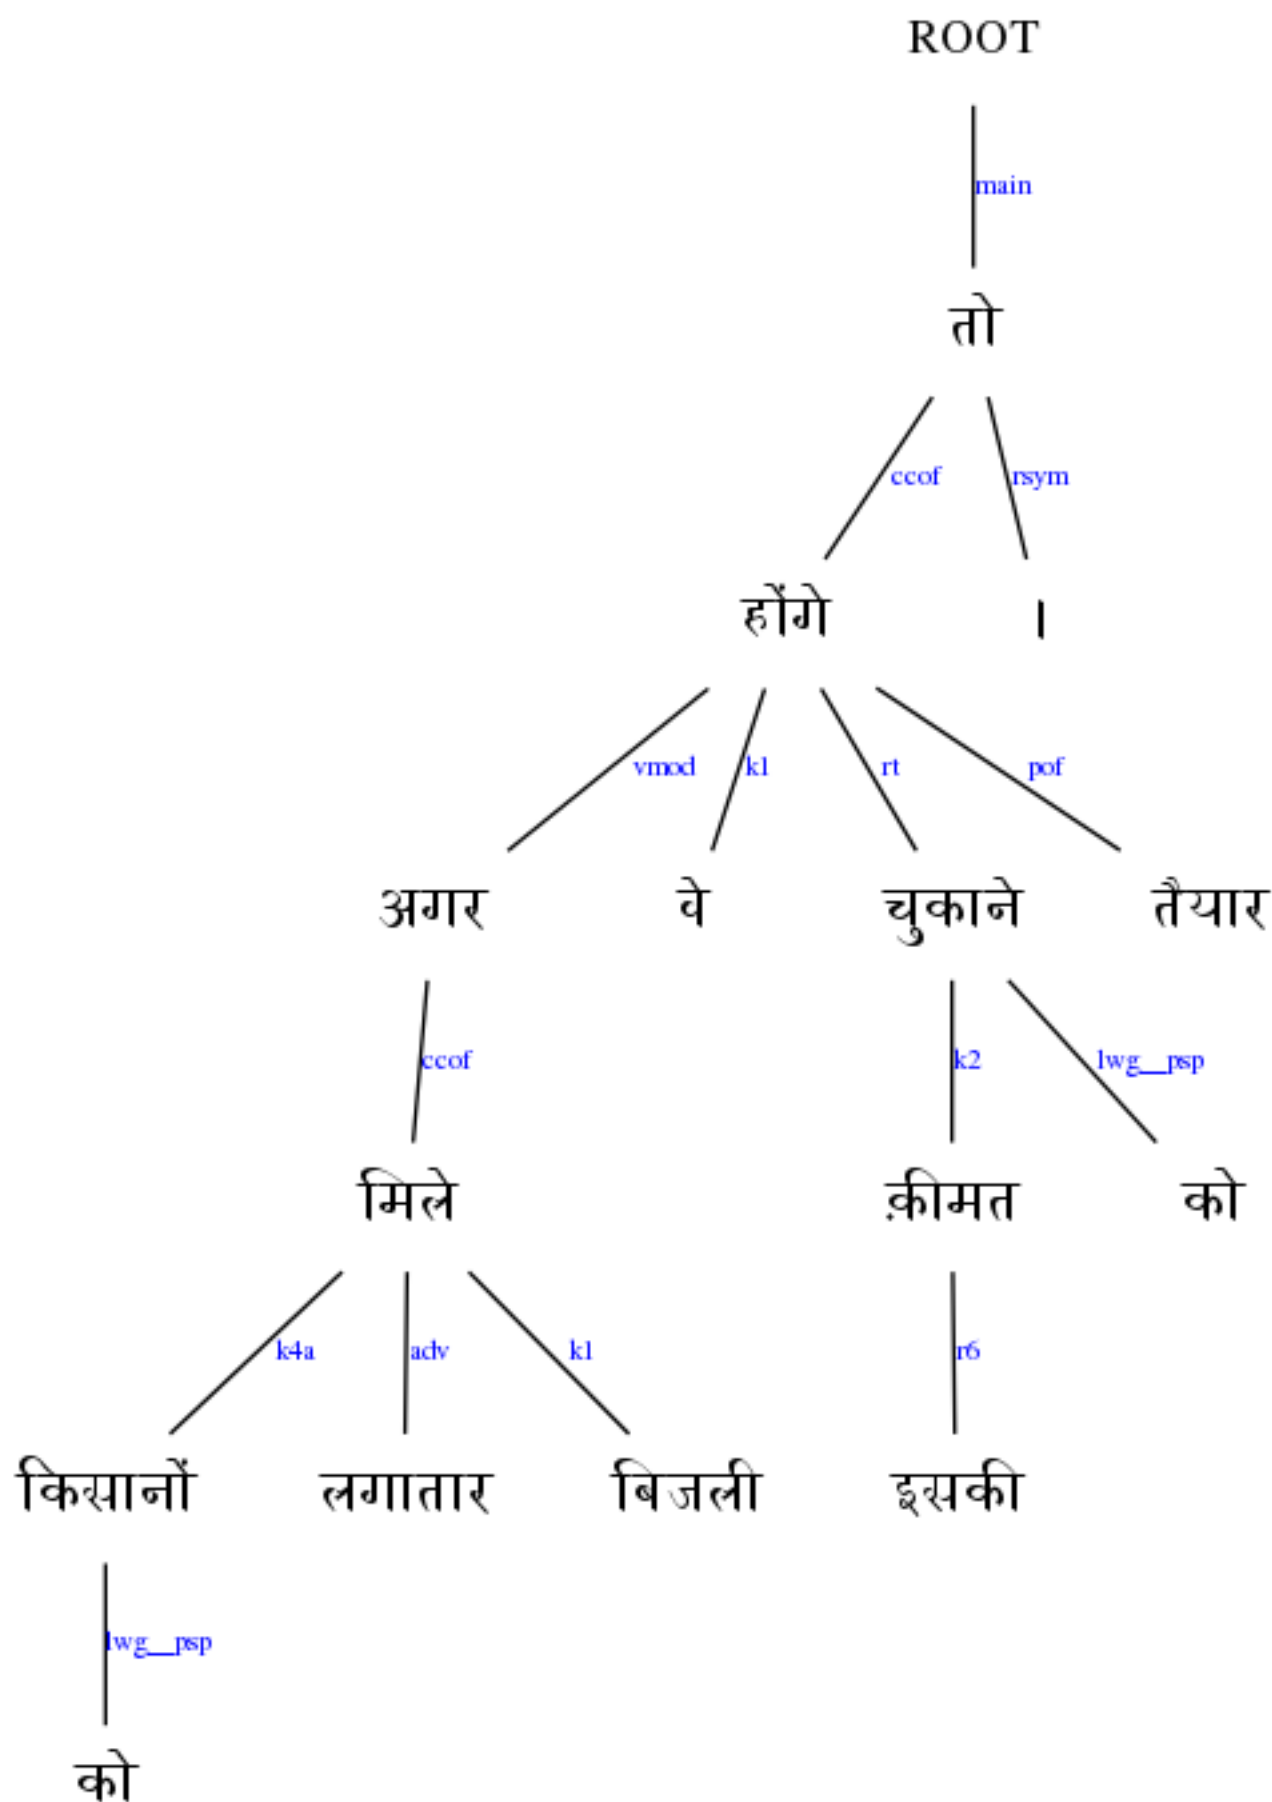 ROOT
main
तो
ccof rsym
होंगे ।
vmod k1 rt pof
अगर वे चुकाने तैयार
ccof k2 lwg__psp
मिले क़ीमत को
k4a adv k1 r6
किसानों लगातार बिजली इसकी
lwg__psp
को